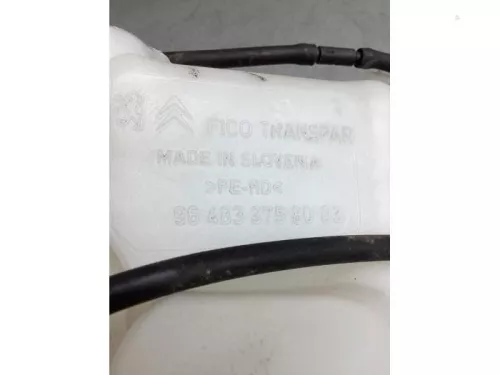 FICO TRANSPAR
MADE IN SLOVENIA
>PE-HD<